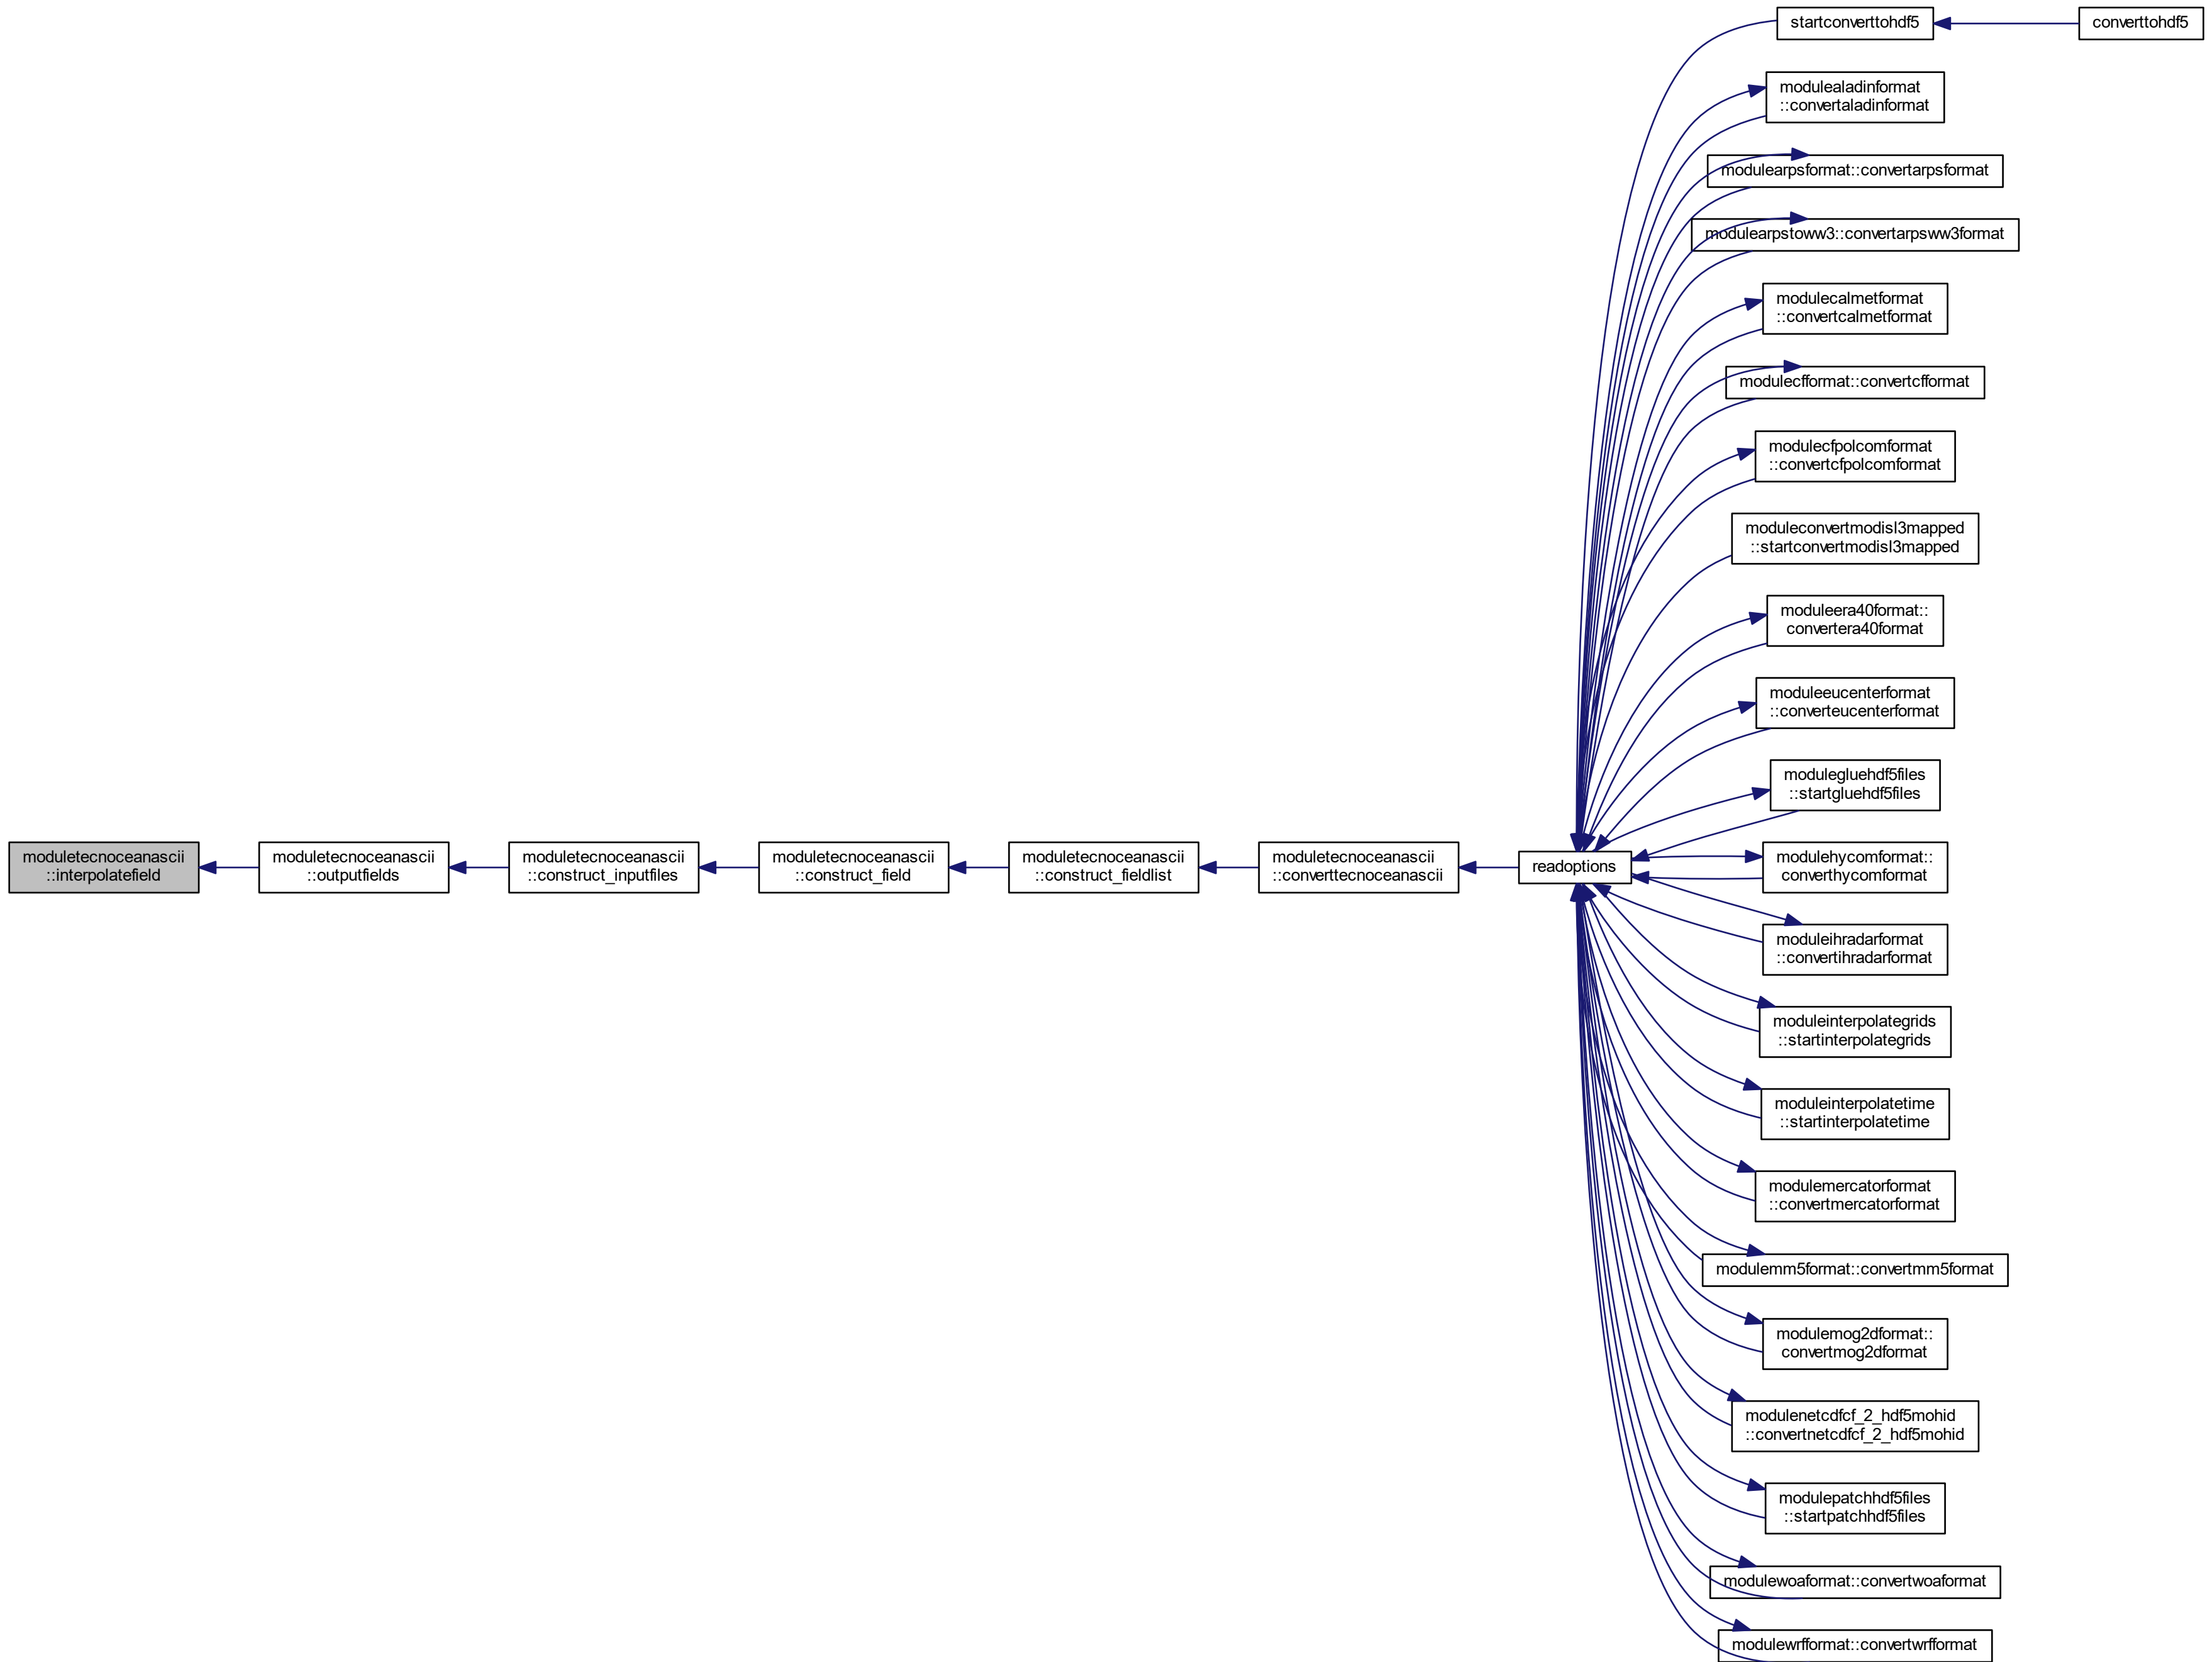 startconverttohdf5
converttohdf5
modulealadinformat
::convertaladinformat
modulearpsformat::convertarpsformat
modulearpstoww3::convertarpsww3format
modulecalmetformat
::convertcalmetformat
modulecfformat::convertcfformat
modulecfpolcomformat
::convertcfpolcomformat
moduleconvertmodisl3mapped
::startconvertmodisl3mapped
moduleera40format::
convertera40format
moduleeucenterformat
::converteucenterformat
modulegluehdf5files
::startgluehdf5files
moduletecnoceanascii
::interpolatefield
moduletecnoceanascii
::outputfields
moduletecnoceanascii
::construct_inputfiles
moduletecnoceanascii
::construct_field
moduletecnoceanascii
::construct_fieldlist
moduletecnoceanascii
::converttecnoceanascii
readoptions
modulehycomformat::
converthycomformat
moduleihradarformat
::convertihradarformat
moduleinterpolategrids
::startinterpolategrids
moduleinterpolatetime
::startinterpolatetime
modulemercatorformat
::convertmercatorformat
modulemm5format::convertmm5format
modulemog2dformat::
convertmog2dformat
modulenetcdfcf_2_hdf5mohid
::convertnetcdfcf_2_hdf5mohid
modulepatchhdf5files
::startpatchhdf5files
modulewoaformat::convertwoaformat
modulewrfformat::convertwrfformat